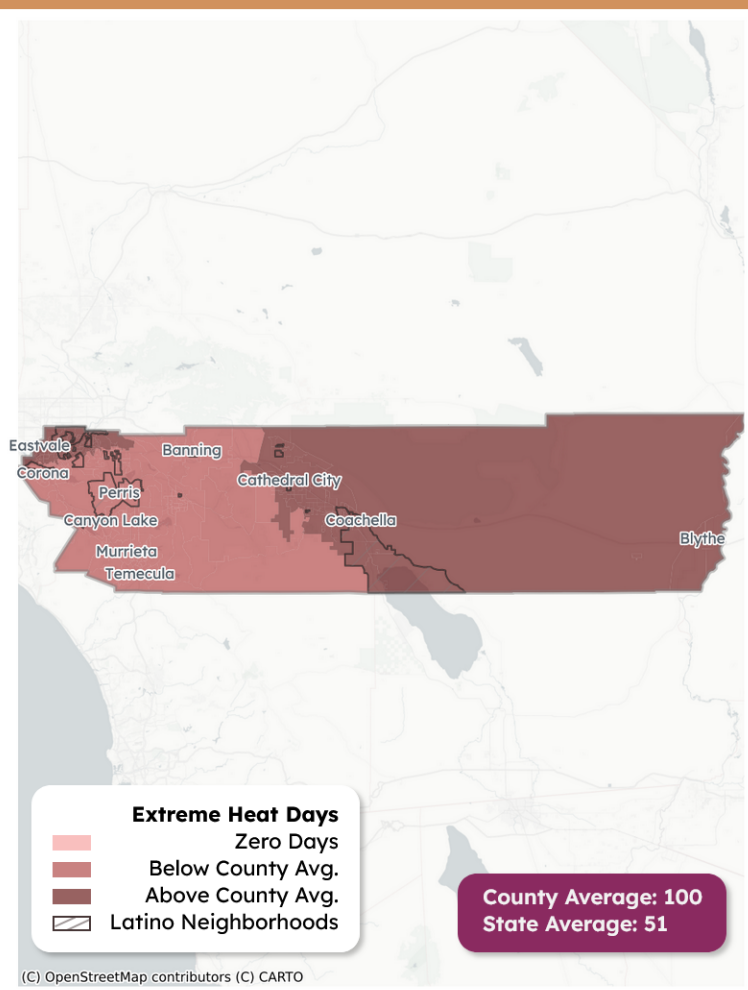 Eastvale
Banning
Corona
Cathedral City
Perris
Canyon Lake
Coachella
Blythe
Murrieta
Temecula
Extreme Heat Days
Zero Days
Below County Avg.
Above County Avg.
Latino Neighborhoods
County Average: 100
State Average: 51
(C) OpenStreetMap contributors (C) CARTO